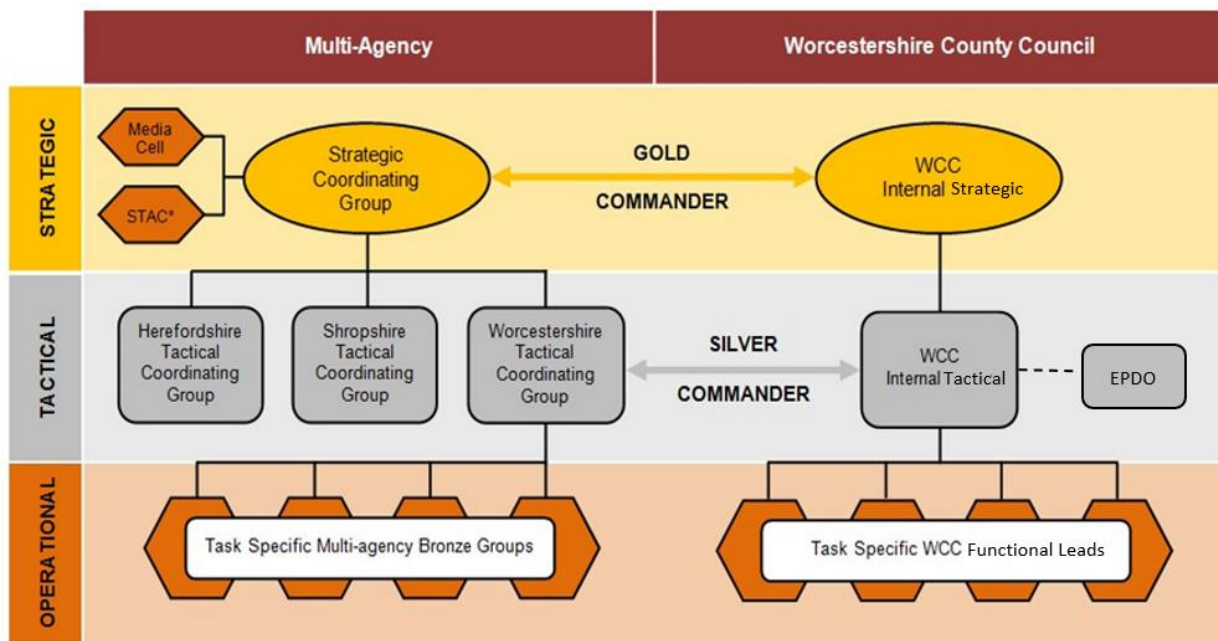 Multi-Agency
Worcestershire County Council
STRATEGIC
Media
Cell
STAC*
Strategic
Coordinating
Group
GOLD
COMMANDER
WCC
Internal Strategic
TACTICAL
Herefordshire
Tactical
Coordinating
Group
Shropshire
Tactical
Coordinating
Group
Worcestershire
Tactical
Coordinating
Group
SILVER
COMMANDER
WCC
Internal Tactical
EPDO
OPERATIONAL
Task Specific Multi-agency Bronze Groups
Task Specific WCC Functional Leads